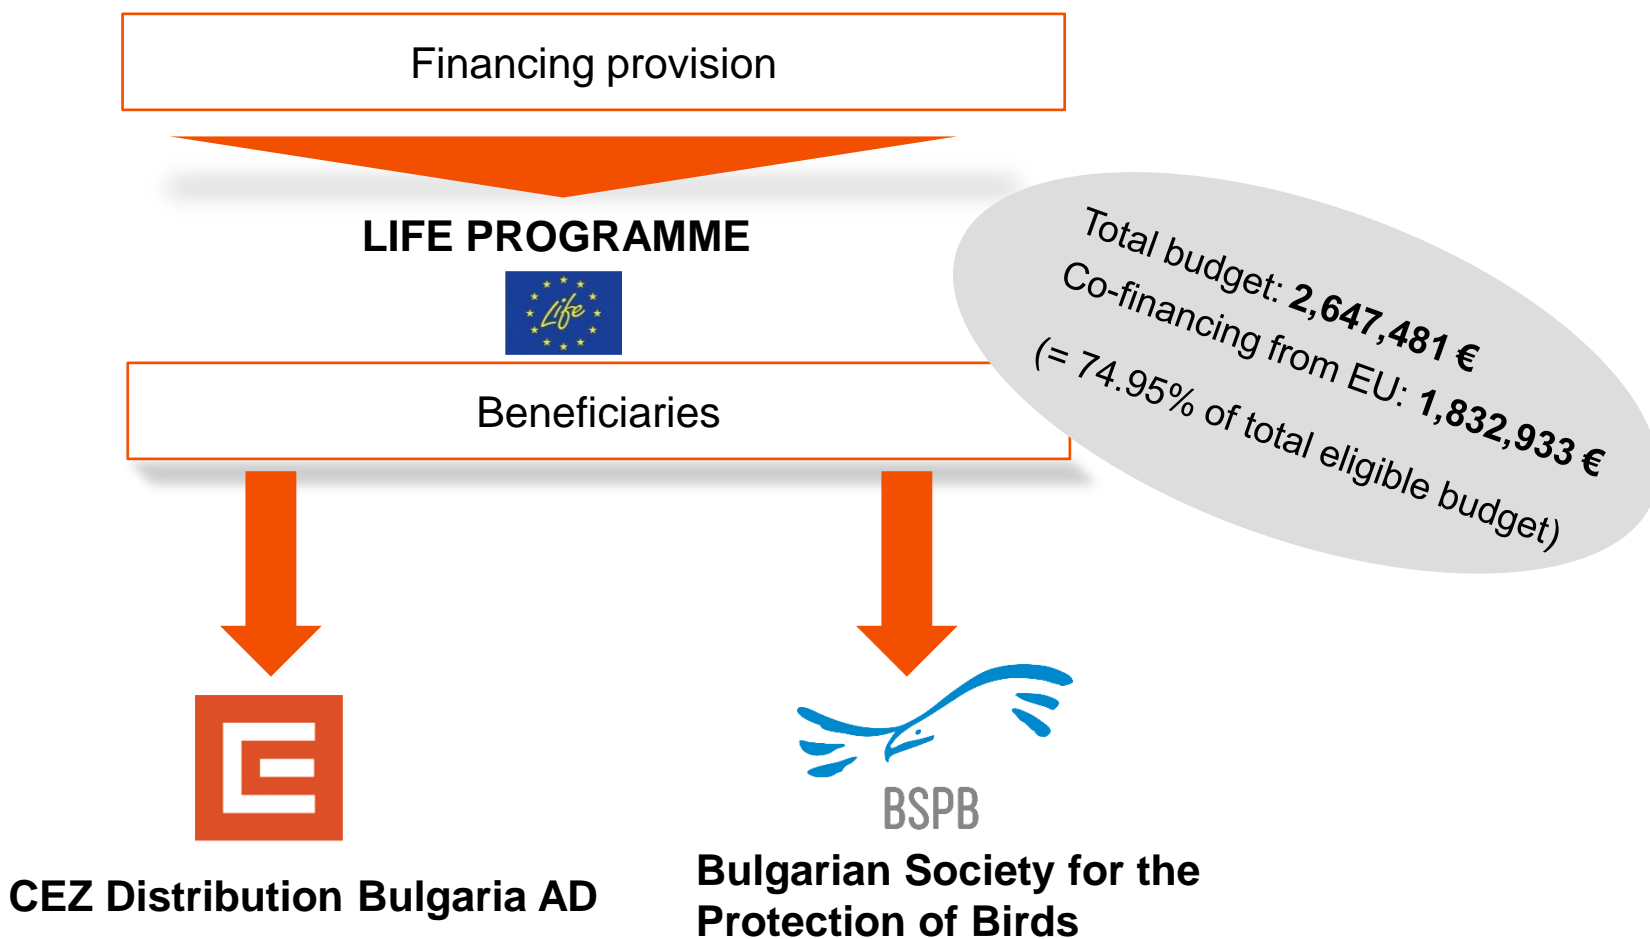 Financing provision
LIFE PROGRAMME
Life
Total budget: 2,647,481 €
Co-financing from EU: 1,832,933 €
(= 74.95% of total eligible budget)
Beneficiaries
BSPB
CEZ Distribution Bulgaria AD
Bulgarian Society for the
Protection of Birds